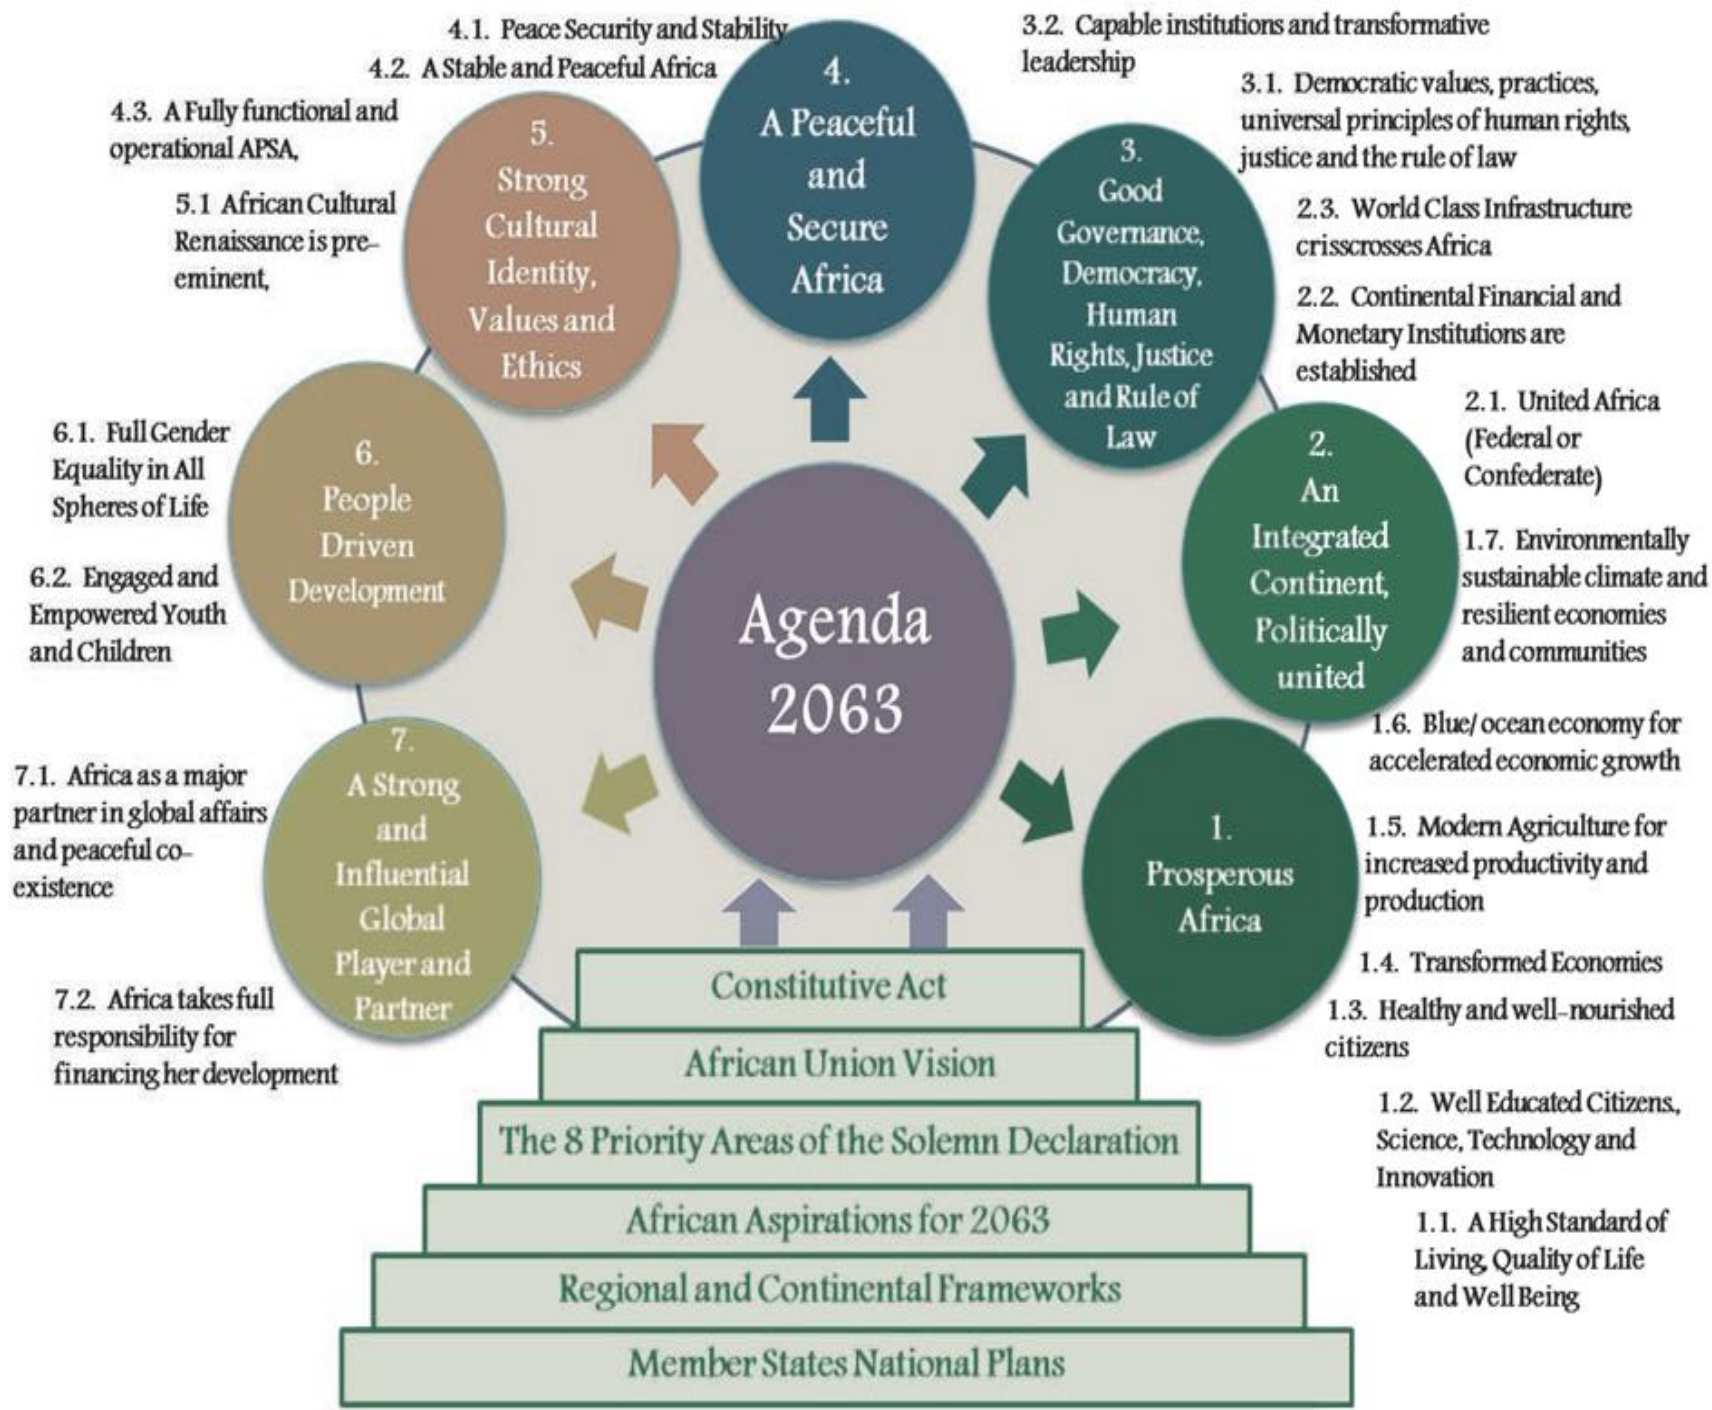 4.1. Peace Security and Stability
4.2. A Stable and Peaceful Africa
4.3. A Fully functional and
operational APSA,
5.1 African Cultural
Renaissance is pre-
eminent,
6.1. Full Gender
Equality in All
Spheres of Life
6.2. Engaged and
Empowered Youth
and Children
7.1. Africa as a major
partner in global affairs
and peaceful co-
existence
7.2. Africa takes full
responsibility for
financing her development
4.
A Peaceful
and
Secure
Africa
5.
Strong
Cultural
Identity,
Values and
Ethics
6.
People
Driven
Development
7.
A Strong
and
Influential
Global
Player and
Partner
3.
Good
Governance,
Democracy,
Human
Rights, Justice
and Rule of
Law
2.
An
Integrated
Continent,
Politically
united
1.
Prosperous
Africa
Agenda
2063
3.2. Capable institutions and transformative
leadership
3.1. Democratic values, practices,
universal principles of human rights,
justice and the rule of law
2.3. World Class Infrastructure
crisscrosses Africa
2.2. Continental Financial and
Monetary Institutions are
established
2.1. United Africa
(Federal or
Confederate)
1.7. Environmentally
sustainable climate and
resilient economies
and communities
1.6. Blue/ ocean economy for
accelerated economic growth
1.5. Modern Agriculture for
increased productivity and
production
1.4. Transformed Economies
1.3. Healthy and well-nourished
citizens
1.2. Well Educated Citizens.,
Science, Technology and
Innovation
1.1. A High Standard of
Living, Quality of Life
and Well Being
Constitutive Act
African Union Vision
The 8 Priority Areas of the Solemn Declaration
African Aspirations for 2063
Regional and Continental Frameworks
Member States National Plans